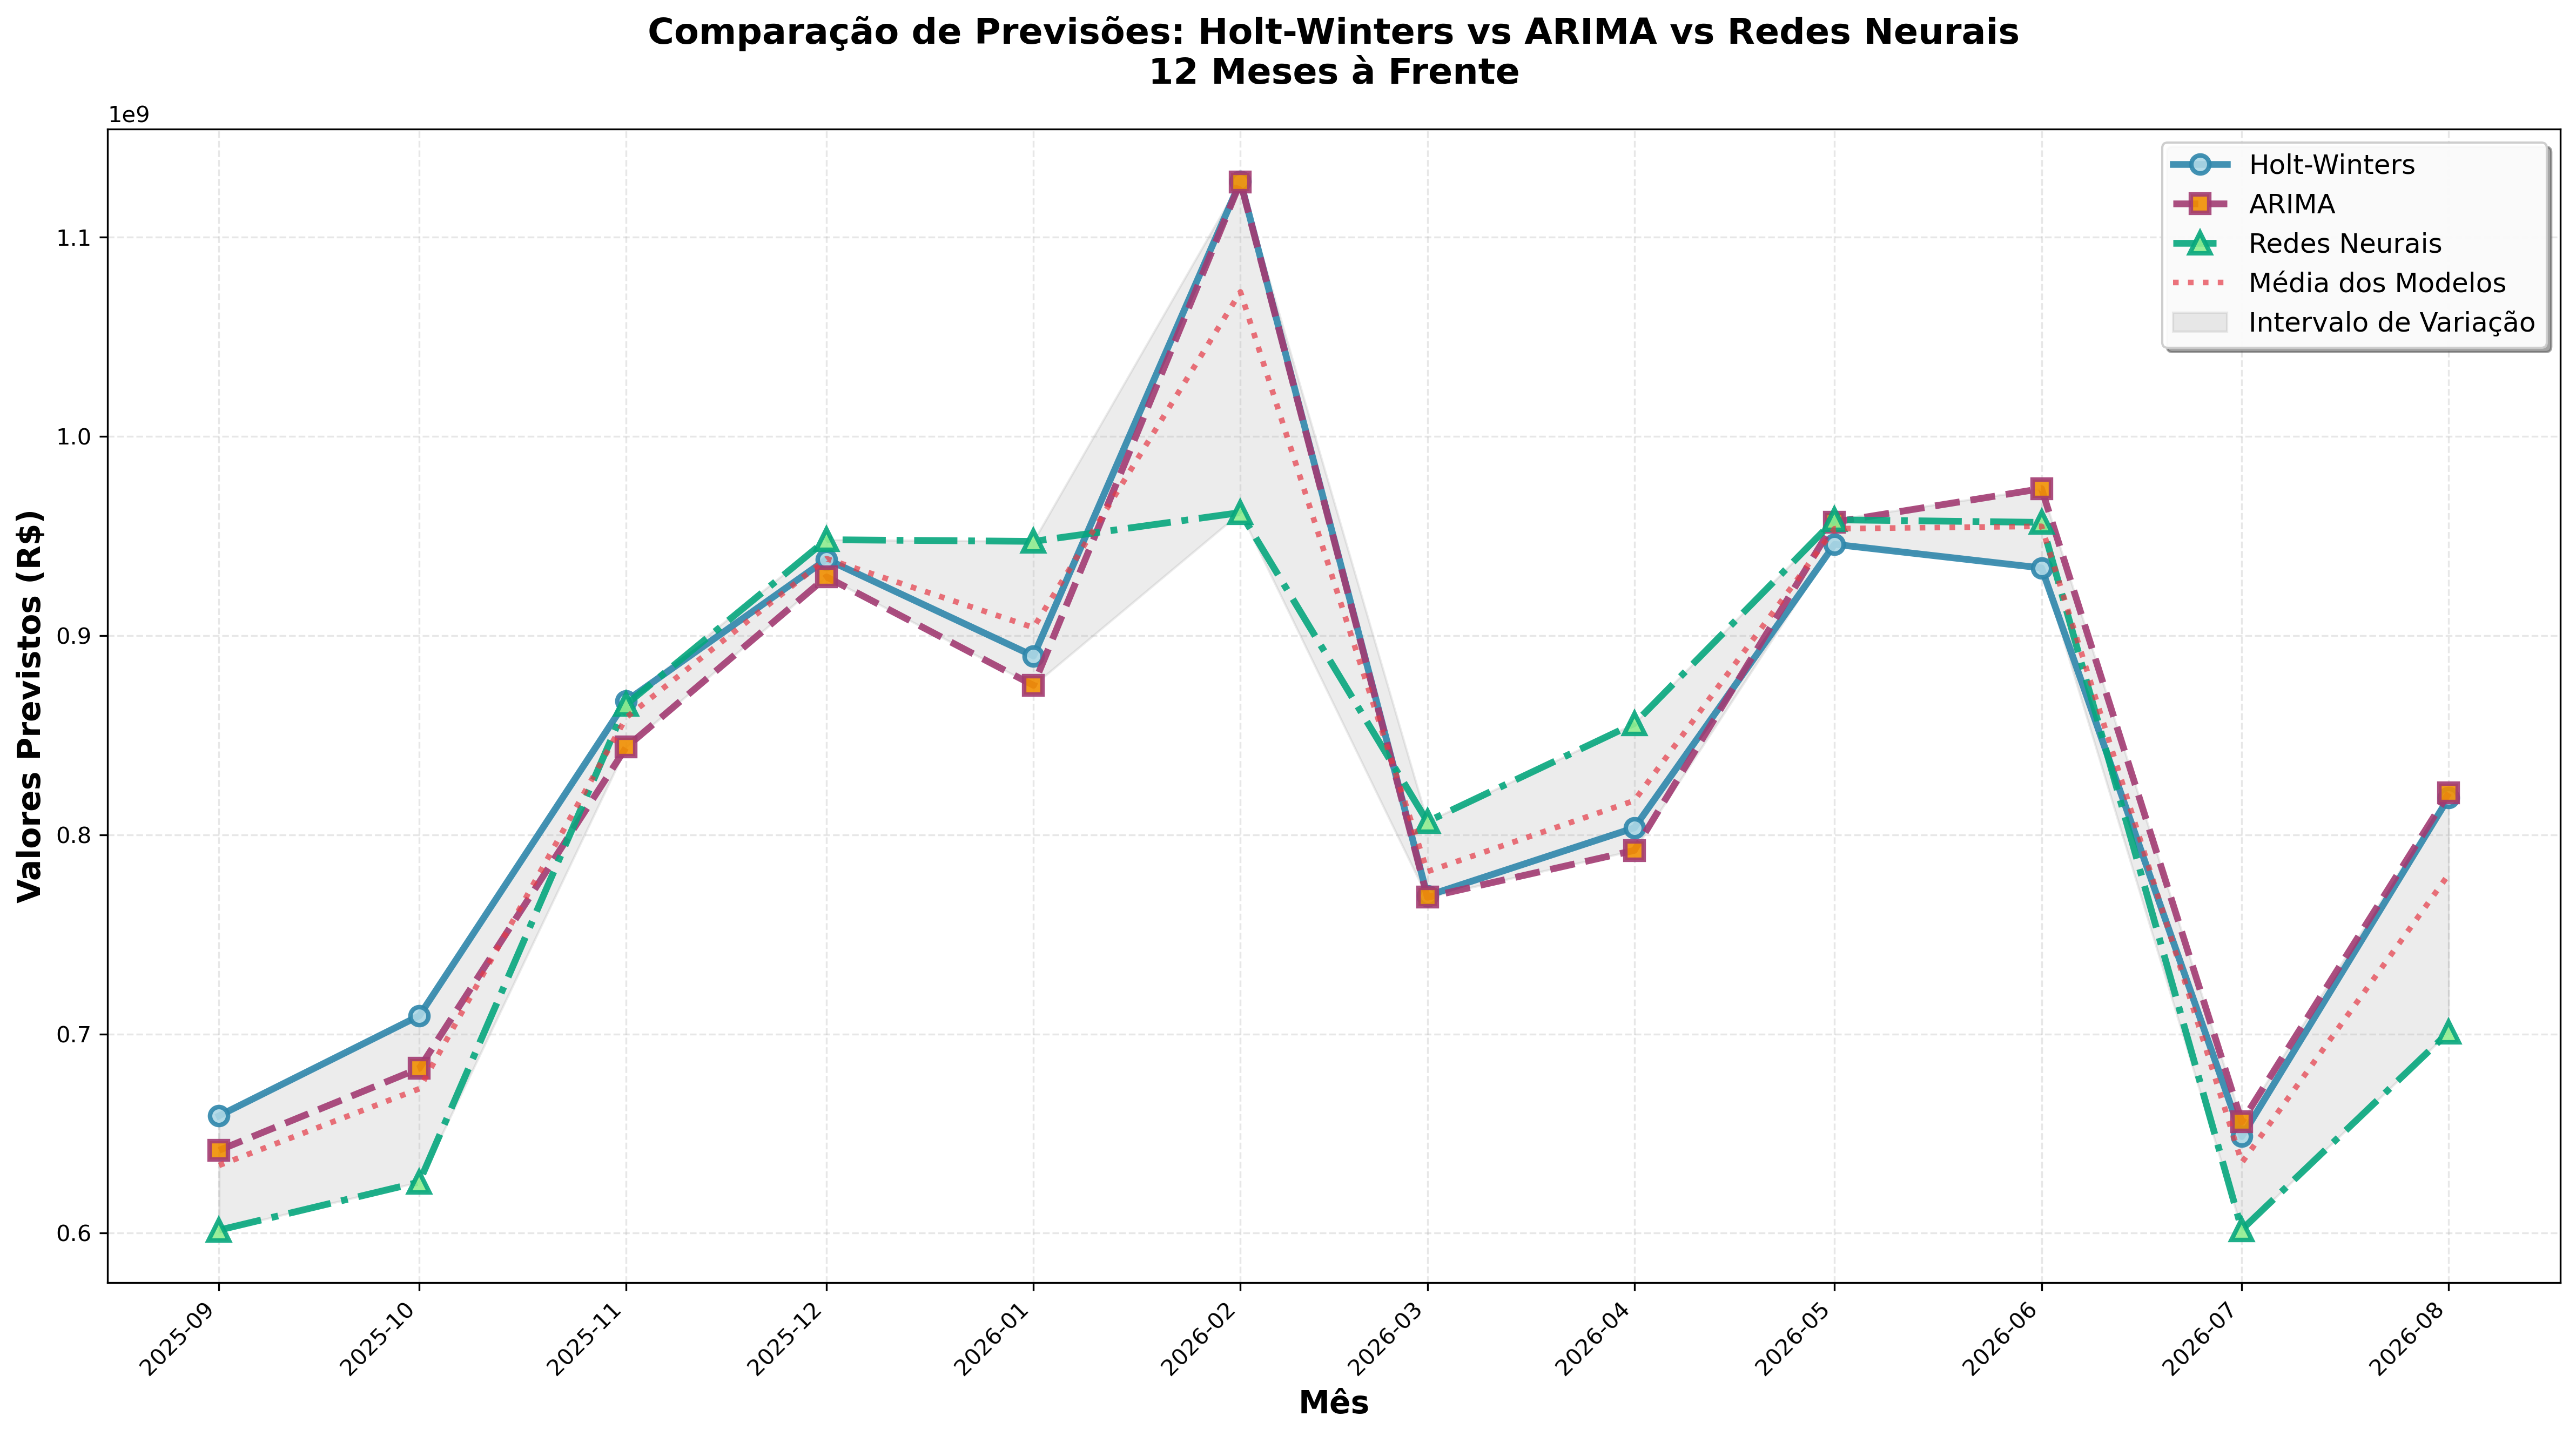 Comparação de Previsões: Holt-Winters vs ARIMA vs Redes Neurais
12 Meses à Frente
1e9
Holt-Winters
ARIMA
Redes Neurais
Média dos Modelos
Intervalo de Variação
Valores Previstos (R$)
1.1
1.0
0.9
0.8
0.7
0.6
2025-09
2025-10
2025-11
2025-12
2026-01
2026-02
2026-03
2026-04
2026-05
2026-06
2026-07
2026-08
Mês